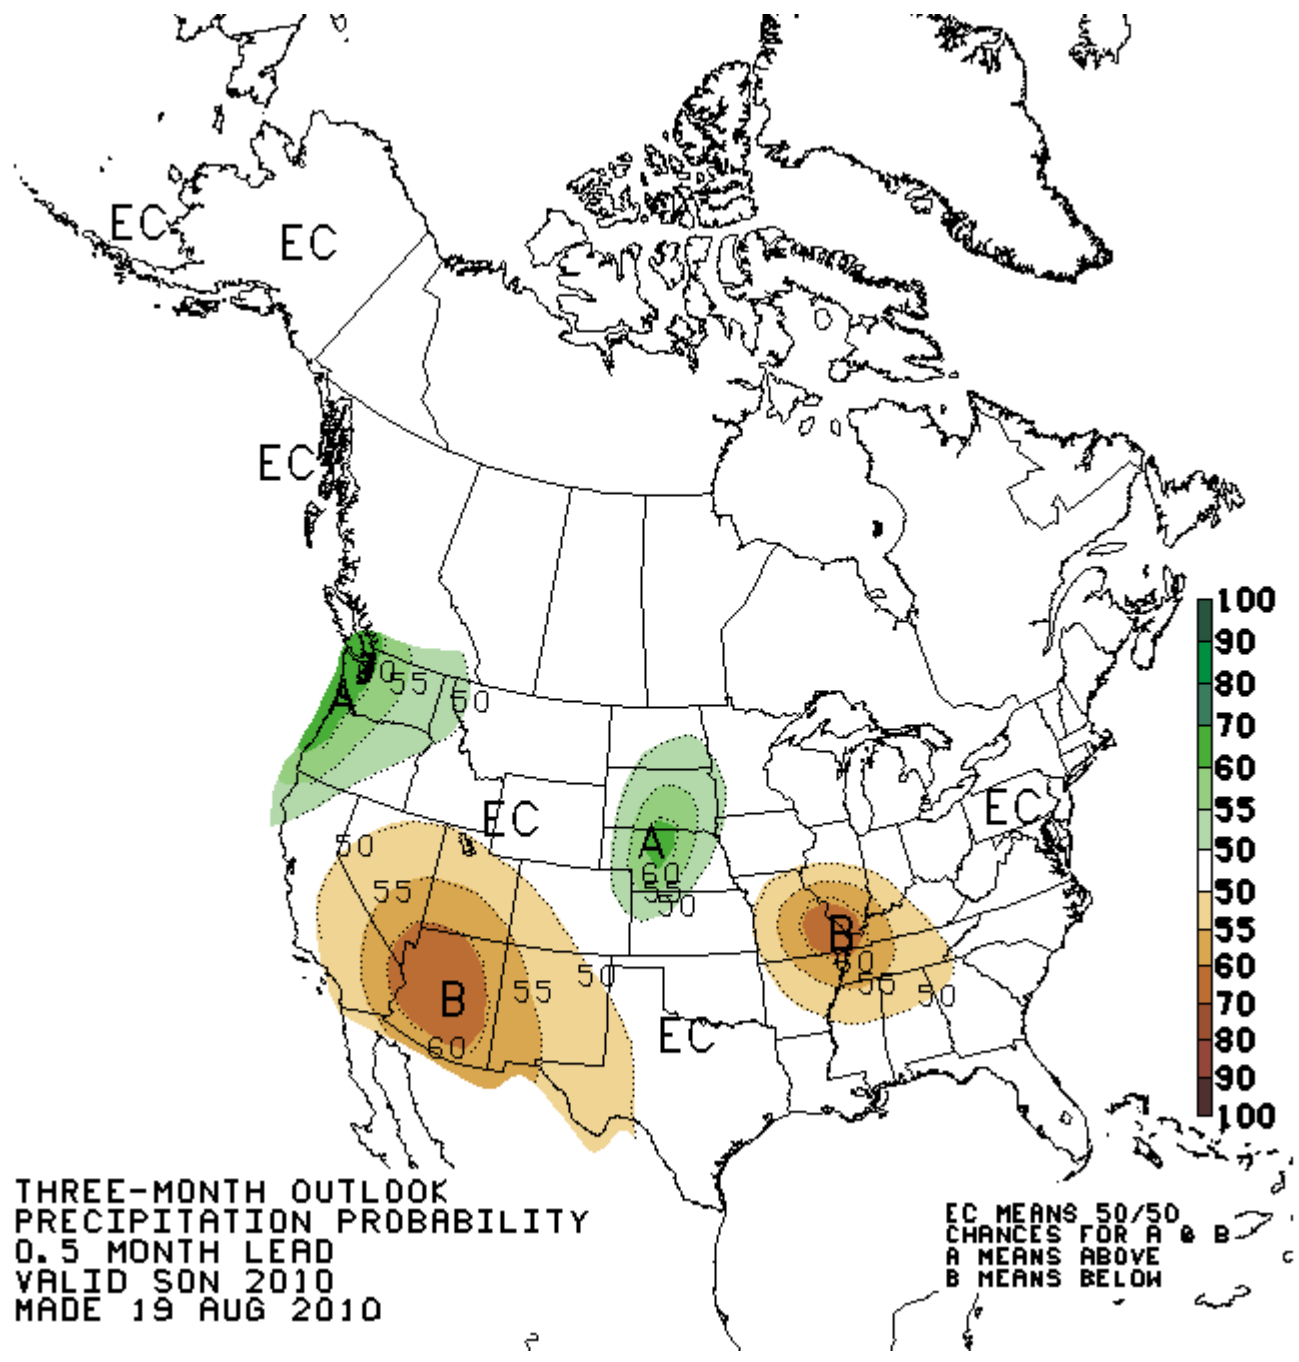 EC
EC
EC
60
55
A
50
100
90
80
70
60
55
50
50
55
60
70
80
90
100
EC
A
60
55
50
EC
50
55
B
60
55
50
B
60
55
50
EC
THREE-MONTH OUTLOOK
PRECIPITATION PROBABILITY
0.5 MONTH LEAD
VALID SON 2010
MADE 19 AUG 2010
EC MEANS 50/50
CHANCES FOR A & B
A MEANS ABOVE
B MEANS BELOW